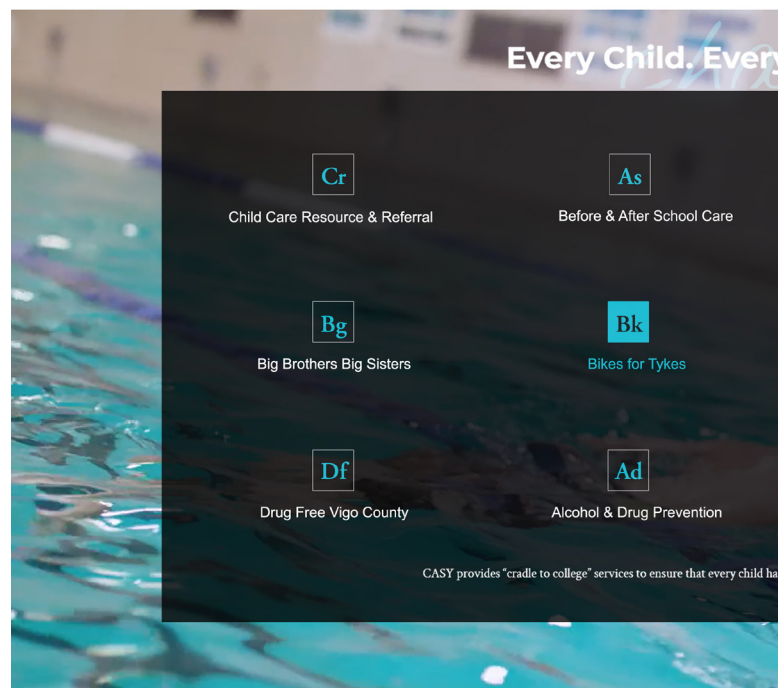 Every Child. Every
Cr
As
Child Care Resource & Referral
Before & After School Care
Bg
Bk
Big Brothers Big Sisters
Bikes for Tykes
Df
Ad
Drug Free Vigo County
Alcohol & Drug Prevention
CASY provides “cradle to college” services to ensure that every child ha